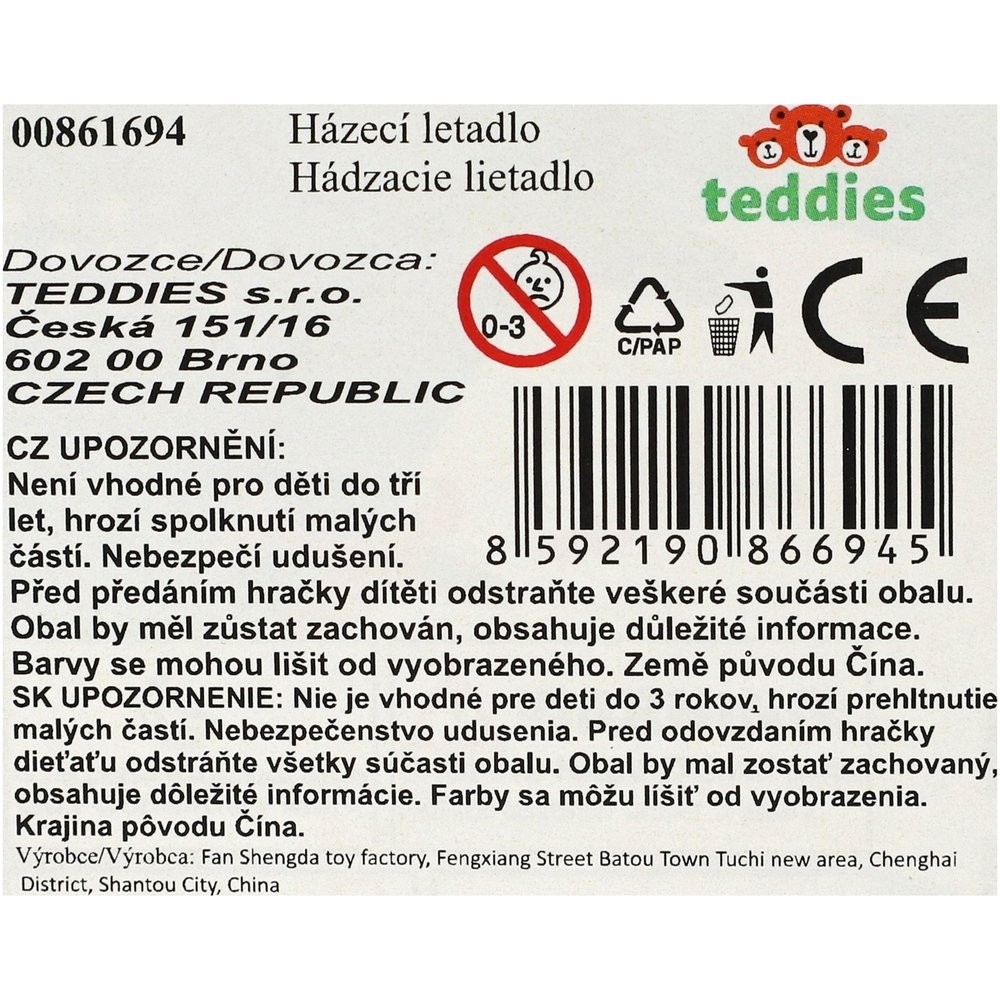 00861694
Házecí letadlo
Hádzacie lietadlo
teddies
Dovozce/Dovozca:
TEDDIES s.r.o.
Česká 151/16
602 00 Brno
CZECH REPUBLIC
0-3
C/PAP
CE
CZ UPOZORNĚNÍ:
Není vhodné pro děti do tří
let, hrozí spolknutí malých
částí. Nebezpečí udušení.
8 592190 866945
Před předáním hračky dítěti odstraňte veškeré součásti obalu.
Obal by měl zůstat zachován, obsahuje důležité informace.
Barvy se mohou lišit od vyobrazeného. Země původu Čína.
SK UPOZORNENIE: Nie je vhodné pre deti do 3 rokov, hrozí prehltnutie
malých častí. Nebezpečenstvo udusenia. Pred odovzdaním hračky
dieťaťu odstráňte všetky súčasti obalu. Obal by mal zostať zachovaný,
obsahuje dôležité informácie. Farby sa môžu líšiť od vyobrazenia.
Krajina pôvodu Čína.
Výrobce/Výrobca: Fan Shengda toy factory, Fengxiang Street Batou Town Tuchi new area, Chenghai
District, Shantou City, China